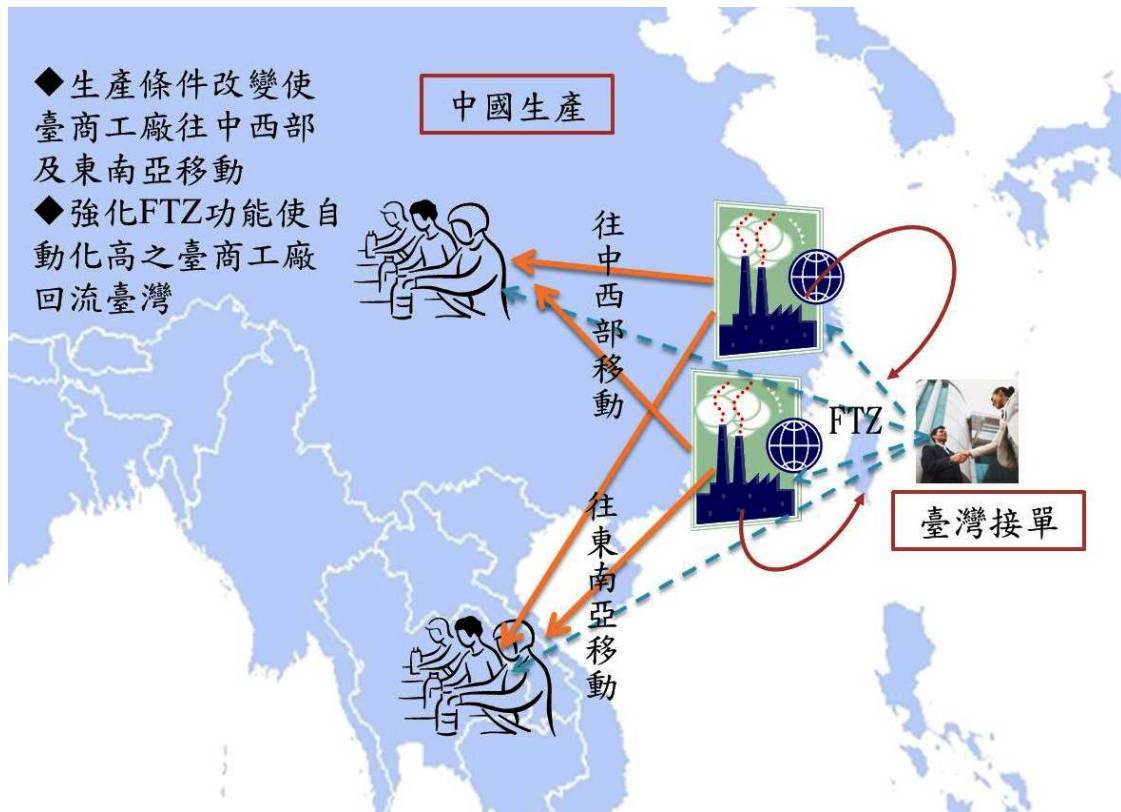 ◆生產條件改變使
臺商工廠往中西部
及東南亞移動
◆強化FTZ功能使自
動化高之臺商工廠
回流臺灣
中國生產
往中西部移動
往東南亞移動
FTZ
臺灣接單